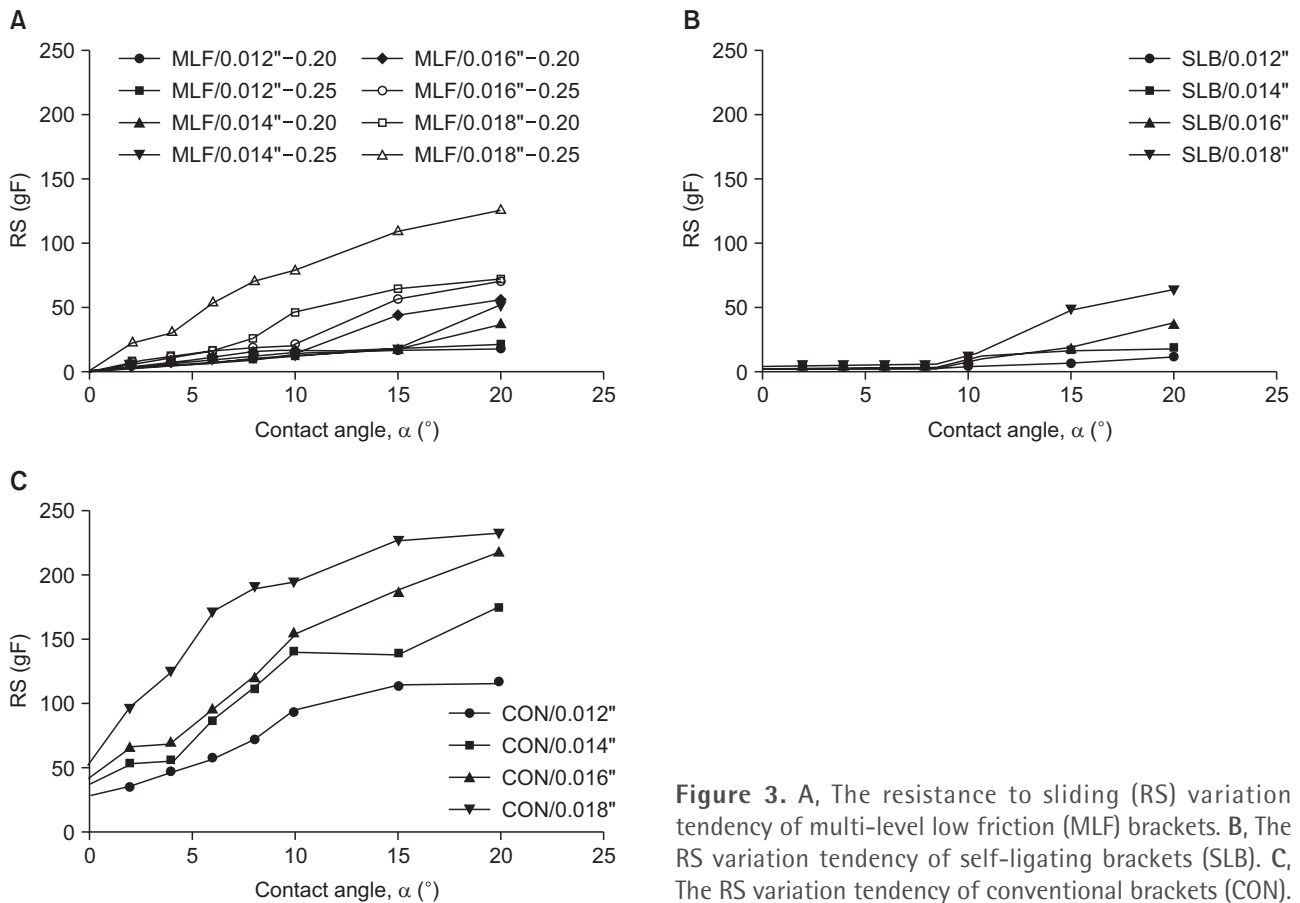 A
250
200
150
100
50
0
RS (gF)
MLF/0.012"−0.20
MLF/0.012"−0.25
MLF/0.014"−0.20
MLF/0.014"−0.25
MLF/0.016"−0.20
MLF/0.016"−0.25
MLF/0.018"−0.20
MLF/0.018"−0.25
0 5 10 15 20 25
Contact angle, α (°)
B
250
200
150
100
50
0
RS (gF)
SLB/0.012"
SLB/0.014"
SLB/0.016"
SLB/0.018"
0 5 10 15 20 25
Contact angle, α (°)
C
250
200
150
100
50
0
RS (gF)
CON/0.012"
CON/0.014"
CON/0.016"
CON/0.018"
0 5 10 15 20 25
Contact angle, α (°)
Figure 3. A, The resistance to sliding (RS) variation
tendency of multi-level low friction (MLF) brackets. B, The
RS variation tendency of self-ligating brackets (SLB). C,
The RS variation tendency of conventional brackets (CON).